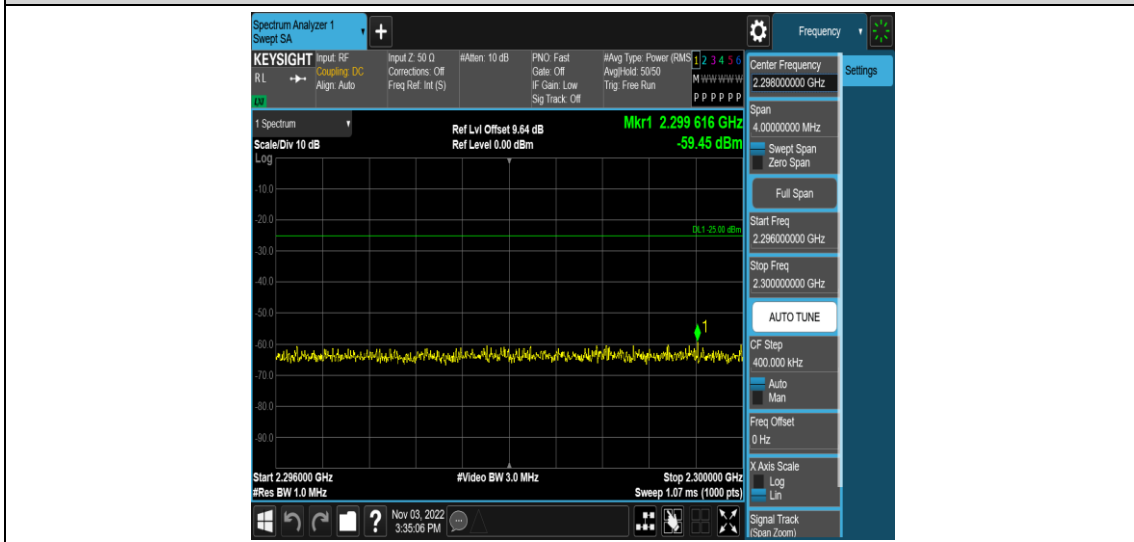 Spectrum Analyzer 1
Swept SA
+
Frequency
KEYSIGHT
RL
LXI
Input: RF
Coupling: DC
Align: Auto
Input Z: 50 Ω
Corrections: Off
Freq Ref: Int (S)
#Atten: 10 dB
PNO: Fast
Gate: Off
IF Gain: Low
Sig Track: Off
#Avg Type: Power (RMS
Avg|Hold: 50/50
Trig: Free Run
1 2 3 4 5 6
M W W W W W
P P P P P P
1 Spectrum
Scale/Div 10 dB
Ref Lvl Offset 9.64 dB
Ref Level 0.00 dBm
Mkr1 2.299 616 GHz
-59.45 dBm
Log
-10.0
-20.0
-30.0
-40.0
-50.0
-60.0
-70.0
-80.0
-90.0
DL1 -25.00 dBm
1
Start 2.296000 GHz
#Res BW 1.0 MHz
#Video BW 3.0 MHz
Stop 2.300000 GHz
Sweep 1.07 ms (1000 pts)
Nov 03, 2022
3:35:06 PM
Center Frequency
2.298000000 GHz
Settings
Span
4.00000000 MHz
Swept Span
Zero Span
Full Span
Start Freq
2.296000000 GHz
Stop Freq
2.300000000 GHz
AUTO TUNE
CF Step
400.000 kHz
Auto
Man
Freq Offset
0 Hz
X Axis Scale
Log
Lin
Signal Track
(Span Zoom)